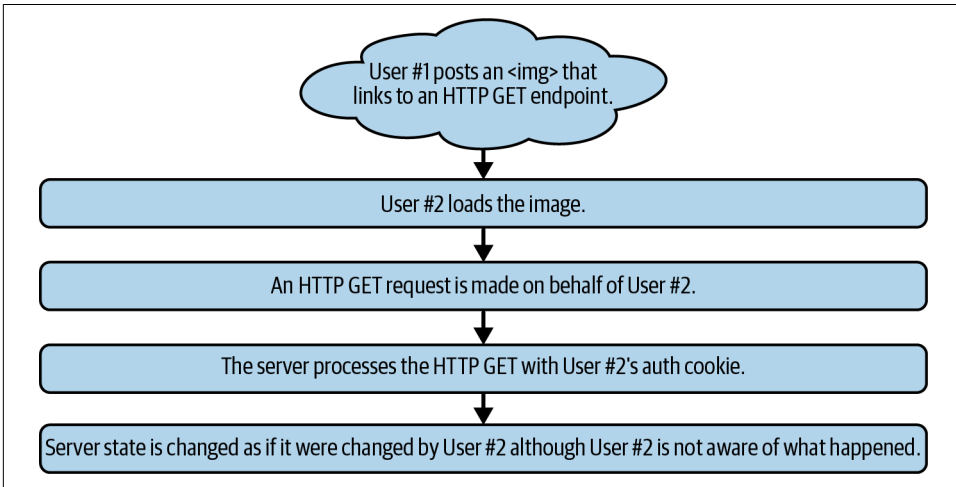 User #1 posts an <img> that
links to an HTTP GET endpoint.
User #2 loads the image.
An HTTP GET request is made on behalf of User #2.
The server processes the HTTP GET with User #2's auth cookie.
Server state is changed as if it were changed by User #2 although User #2 is not aware of what happened.